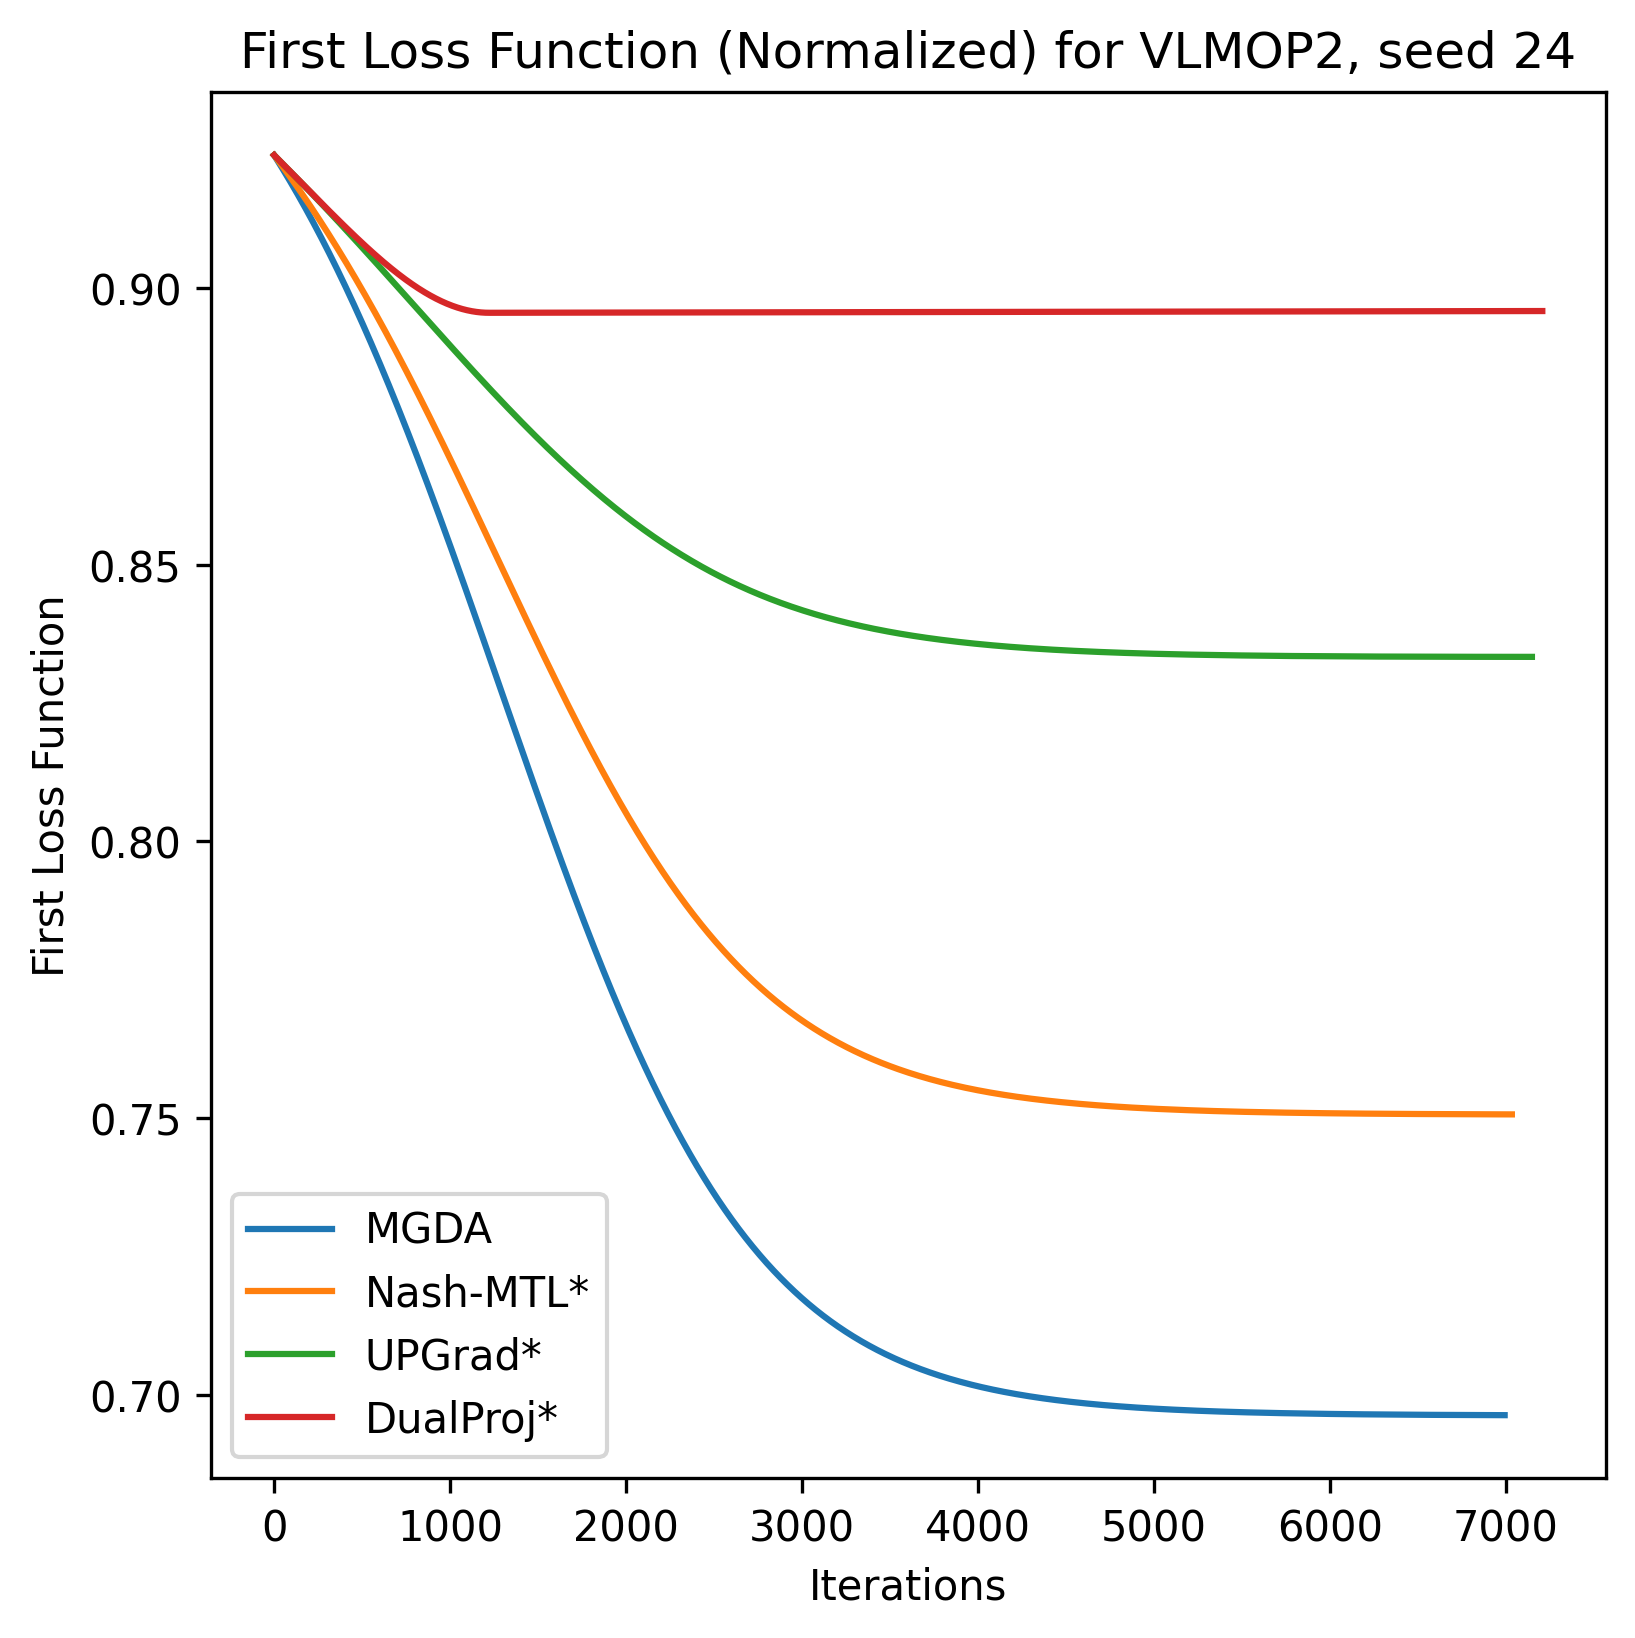 First Loss Function (Normalized) for VLMOP2, seed 24
First Loss Function
0.90
0.85
0.80
0.75
0.70
MGDA
Nash-MTL*
UPGrad*
DualProj*
0 1000 2000 3000 4000 5000 6000 7000
Iterations